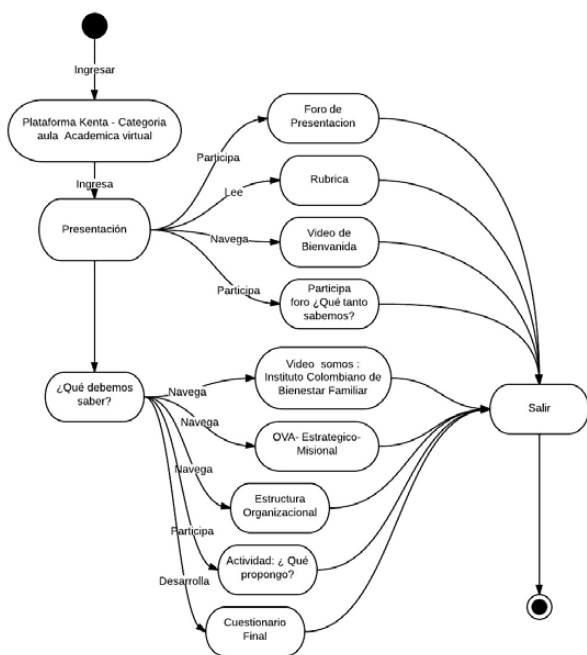 Ingresar
Plataforma Kenta - Categoria
aula Academica virtual
Ingresa
Presentación
Participa
Foro de
Presentacion
Lee
Rubrica
Navega
Video de
Bienvanida
Participa
Participa
foro ¿Qué tanto
sabemos?
¿Qué debemos
saber?
Navega
Video somos :
Instituto Colombiano de
Bienestar Familiar
Navega
OVA- Estrategico-
Misional
Navega
Estructura
Organizacional
Participa
Actividad: ¿ Qué
propongo?
Desarrolla
Cuestionario
Final
Salir